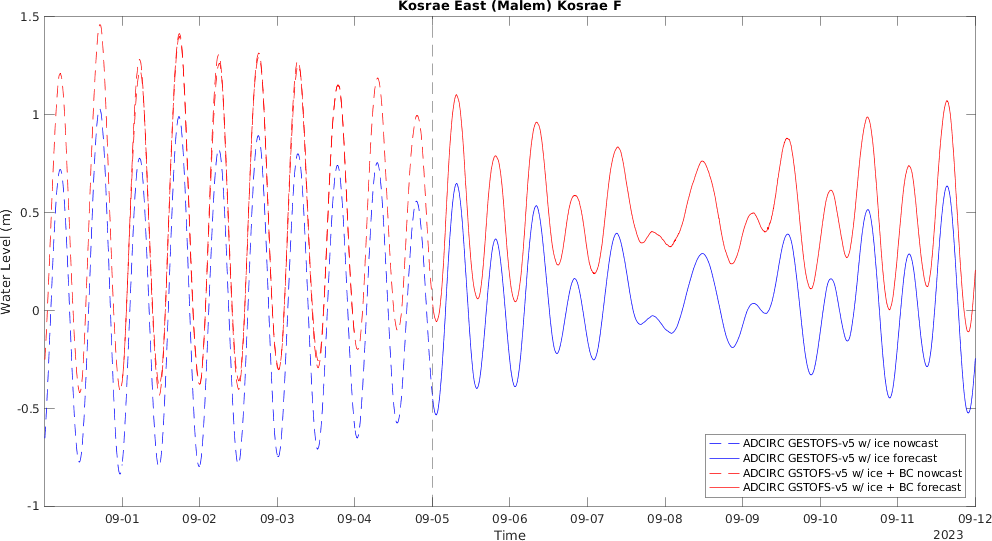 Kosrae East (Malem) Kosrae F
1.5
1
0.5
0
-0.5
-1
Water Level (m)
09-01 09-02 09-03 09-04 09-05 09-06 09-07 09-08 09-09 09-10 09-11 09-12
Time
2023
ADCIRC GESTOFS-v5 w/ ice nowcast
ADCIRC GESTOFS-v5 w/ ice forecast
ADCIRC GSTOFS-v5 w/ ice + BC nowcast
ADCIRC GSTOFS-v5 w/ ice + BC forecast